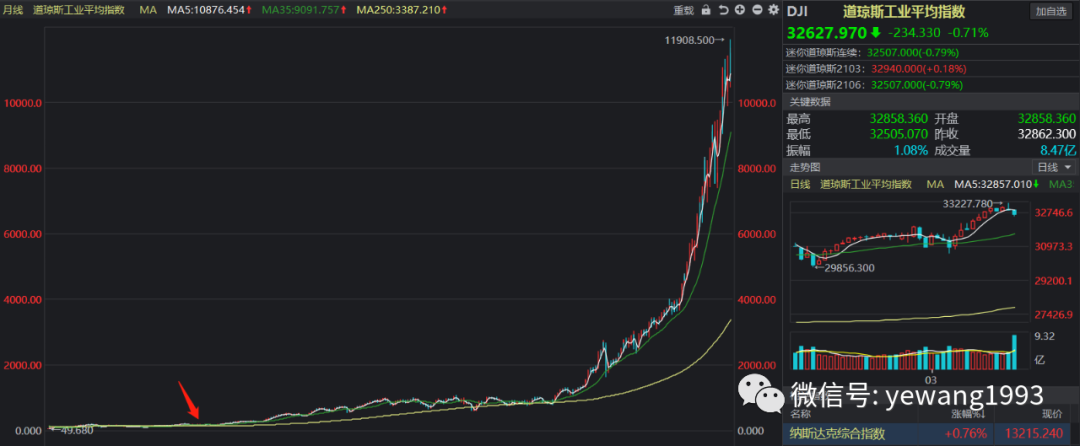 月线 道琼斯工业平均指数 MA MA5:10876.454↑ MA35:9091.757↑ MA250:3387.210↑ 重载
11908.500→
10000.0 10000.0
8000.00 8000.00
6000.00 6000.00
4000.00 4000.00
2000.00 2000.00
0.000 0.000
←49.680
DJI 道琼斯工业平均指数 加自选
32627.970 -234.330 -0.71%
迷你道琼斯连续: 32507.000(-0.79%)
迷你道琼斯2103: 32940.000(+0.18%)
迷你道琼斯2106: 32507.000(-0.79%)
关键数据
最高 32858.360 开盘 32858.360
最低 32505.070 昨收 32862.300
振幅 1.08% 成交量 8.47亿
走势图 日线
日线 道琼斯工业平均指数 MA MA5:32857.010↓ MA3
33227.780→
32746.6
30973.3
←29856.300
29200.1
27426.9
9.32
亿
03
微信号: yewang1993
名称 涨幅%↓ 现价
纳斯达克综合指数 +0.76% 13215.240